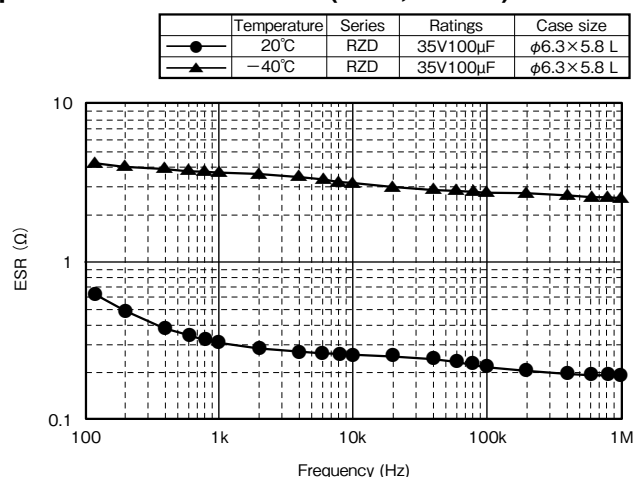 Temperature Series Ratings Case size
20℃ RZD 35V100μF φ6.3×5.8 L
−40℃ RZD 35V100μF φ6.3×5.8 L
10
1
0.1
ESR (Ω)
100 1k 10k 100k 1M
Frequency (Hz)